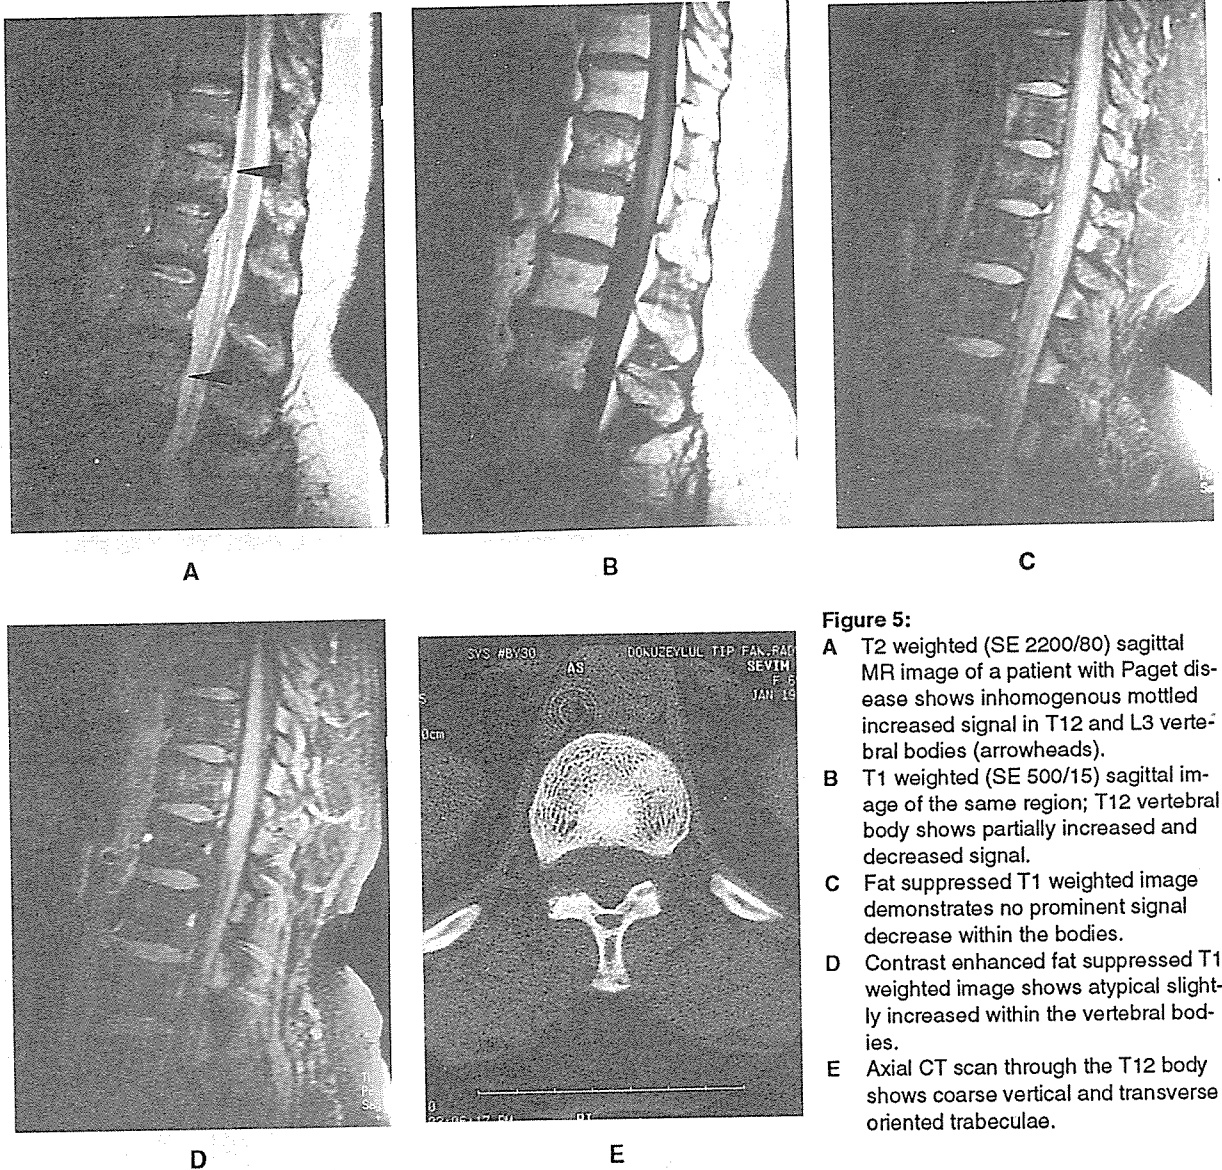 A
B
C
SYS #BY30
DOKUZEYLUL TIP FAK.RAD
AS
SEVIM
F 6
JAN 19
S
0cm
0
RT
D
E
Figure 5:
A T2 weighted (SE 2200/80) sagittal
MR image of a patient with Paget dis-
ease shows inhomogenous mottled
increased signal in T12 and L3 verte-
bral bodies (arrowheads).
B T1 weighted (SE 500/15) sagittal im-
age of the same region; T12 vertebral
body shows partially increased and
decreased signal.
C Fat suppressed T1 weighted image
demonstrates no prominent signal
decrease within the bodies.
D Contrast enhanced fat suppressed T1
weighted image shows atypical slight-
ly increased within the vertebral bod-
ies.
E Axial CT scan through the T12 body
shows coarse vertical and transverse
oriented trabeculae.